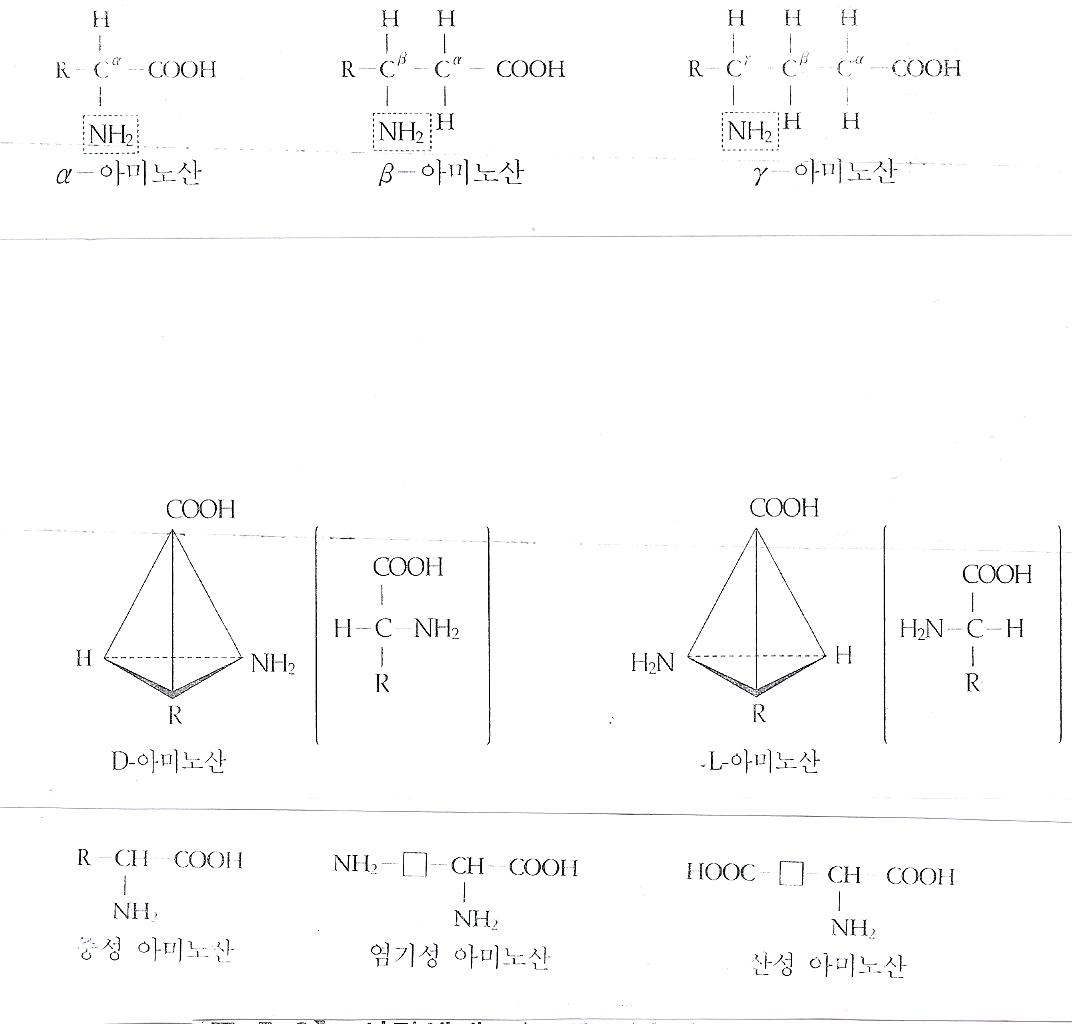 H H H H H H
R-C^α-COOH R-C^β-C^α-COOH R-C^γ C^β-C^α-COOH
NH₂ NH₂ H NH₂ H H
α-아미노산 β-아미노산 γ-아미노산
COOH COOH
COOH COOH
H-C-NH₂ H₂N-C-H
H NH₂ H₂N H
R R
R R
D-아미노산 L-아미노산
R-CH-COOH NH₂-□-CH-COOH HOOC-□-CH COOH
NH₂ NH₂ NH₂
중성 아미노산 염기성 아미노산 산성 아미노산